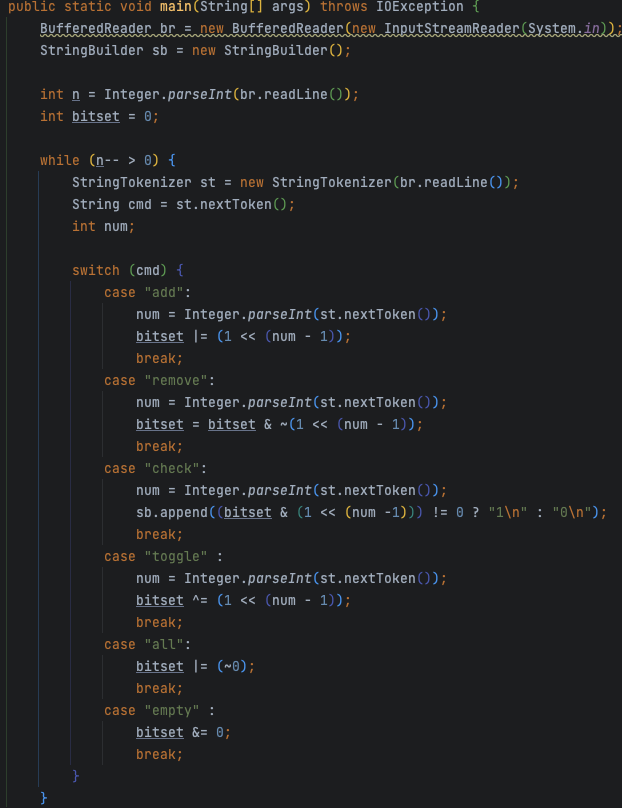 public static void main(String[] args) throws IOException {
    BufferedReader br = new BufferedReader(new InputStreamReader(System.in));
    StringBuilder sb = new StringBuilder();

    int n = Integer.parseInt(br.readLine());
    int bitset = 0;

    while (n-- > 0) {
        StringTokenizer st = new StringTokenizer(br.readLine());
        String cmd = st.nextToken();
        int num;

        switch (cmd) {
            case "add":
                num = Integer.parseInt(st.nextToken());
                bitset |= (1 << (num - 1));
                break;
            case "remove":
                num = Integer.parseInt(st.nextToken());
                bitset = bitset & ~(1 << (num - 1));
                break;
            case "check":
                num = Integer.parseInt(st.nextToken());
                sb.append((bitset & (1 << (num -1))) != 0 ? "1\n" : "0\n");
                break;
            case "toggle" :
                num = Integer.parseInt(st.nextToken());
                bitset ^= (1 << (num - 1));
                break;
            case "all":
                bitset |= (~0);
                break;
            case "empty" :
                bitset &= 0;
                break;
        }
    }